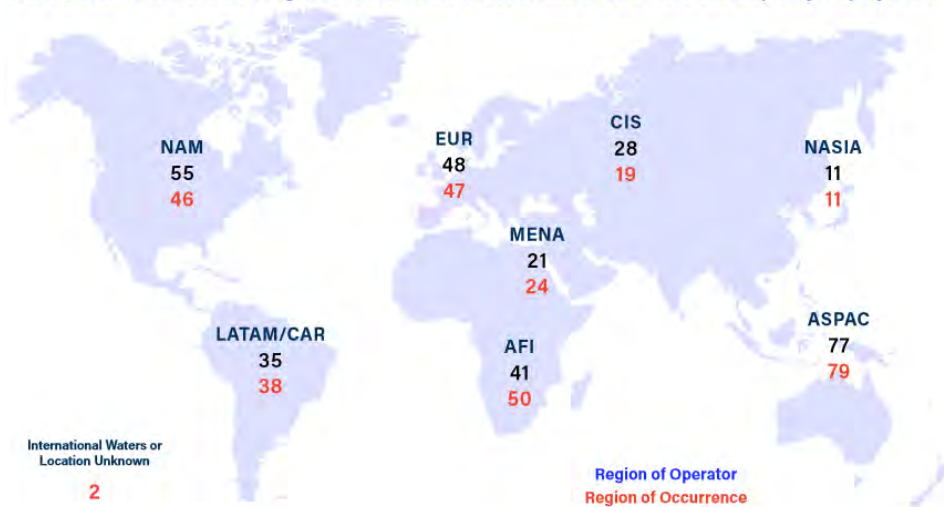 NAM
55
46
EUR
48
47
CIS
28
19
NASIA
11
11
MENA
21
24
LATAM/CAR
35
38
AFI
41
50
ASPAC
77
79
International Waters or
Location Unknown
2
Region of Operator
Region of Occurrence